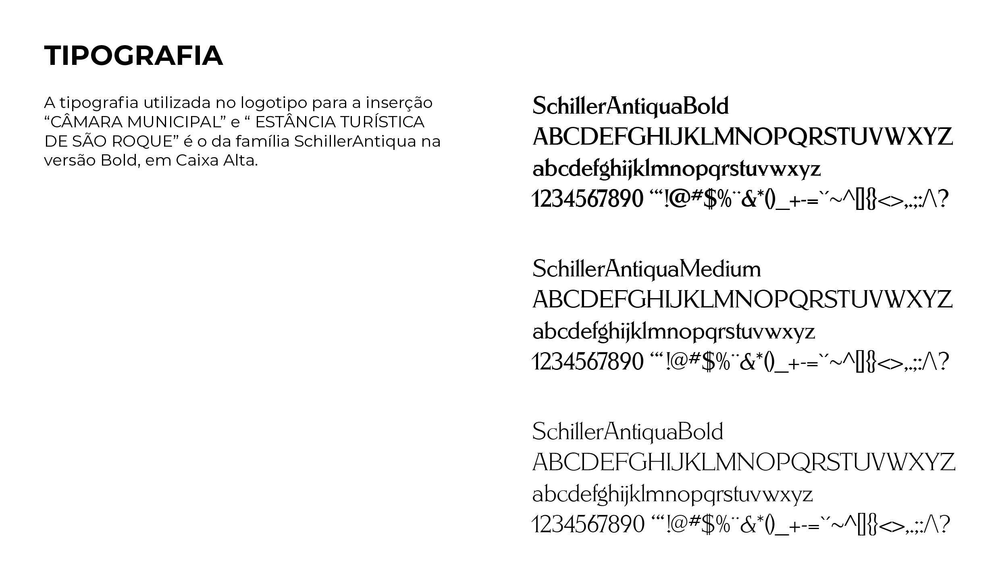 TIPOGRAFIA
A tipografia utilizada no logotipo para a inserção
“CÂMARA MUNICIPAL” e “ ESTÂNCIA TURÍSTICA
DE SÃO ROQUE” é o da família SchillerAntiqua na
versão Bold, em Caixa Alta.
SchillerAntiquaBold
ABCDEFGHIJKLMNOPQRSTUVWXYZ
abcdefghijklmnopqrstuvwxyz
1234567890 ‘“!@#$%¨&*()_+-=`´~^[]{}<>,.;:/\?
SchillerAntiquaMedium
ABCDEFGHIJKLMNOPQRSTUVWXYZ
abcdefghijklmnopqrstuvwxyz
1234567890 ‘“!@#$%¨&*()_+-=`´~^[]{}<>,.;:/\?
SchillerAntiquaBold
ABCDEFGHIJKLMNOPQRSTUVWXYZ
abcdefghijklmnopqrstuvwxyz
1234567890 ‘“!@#$%¨&*()_+-=`´~^[]{}<>,.;:/\?